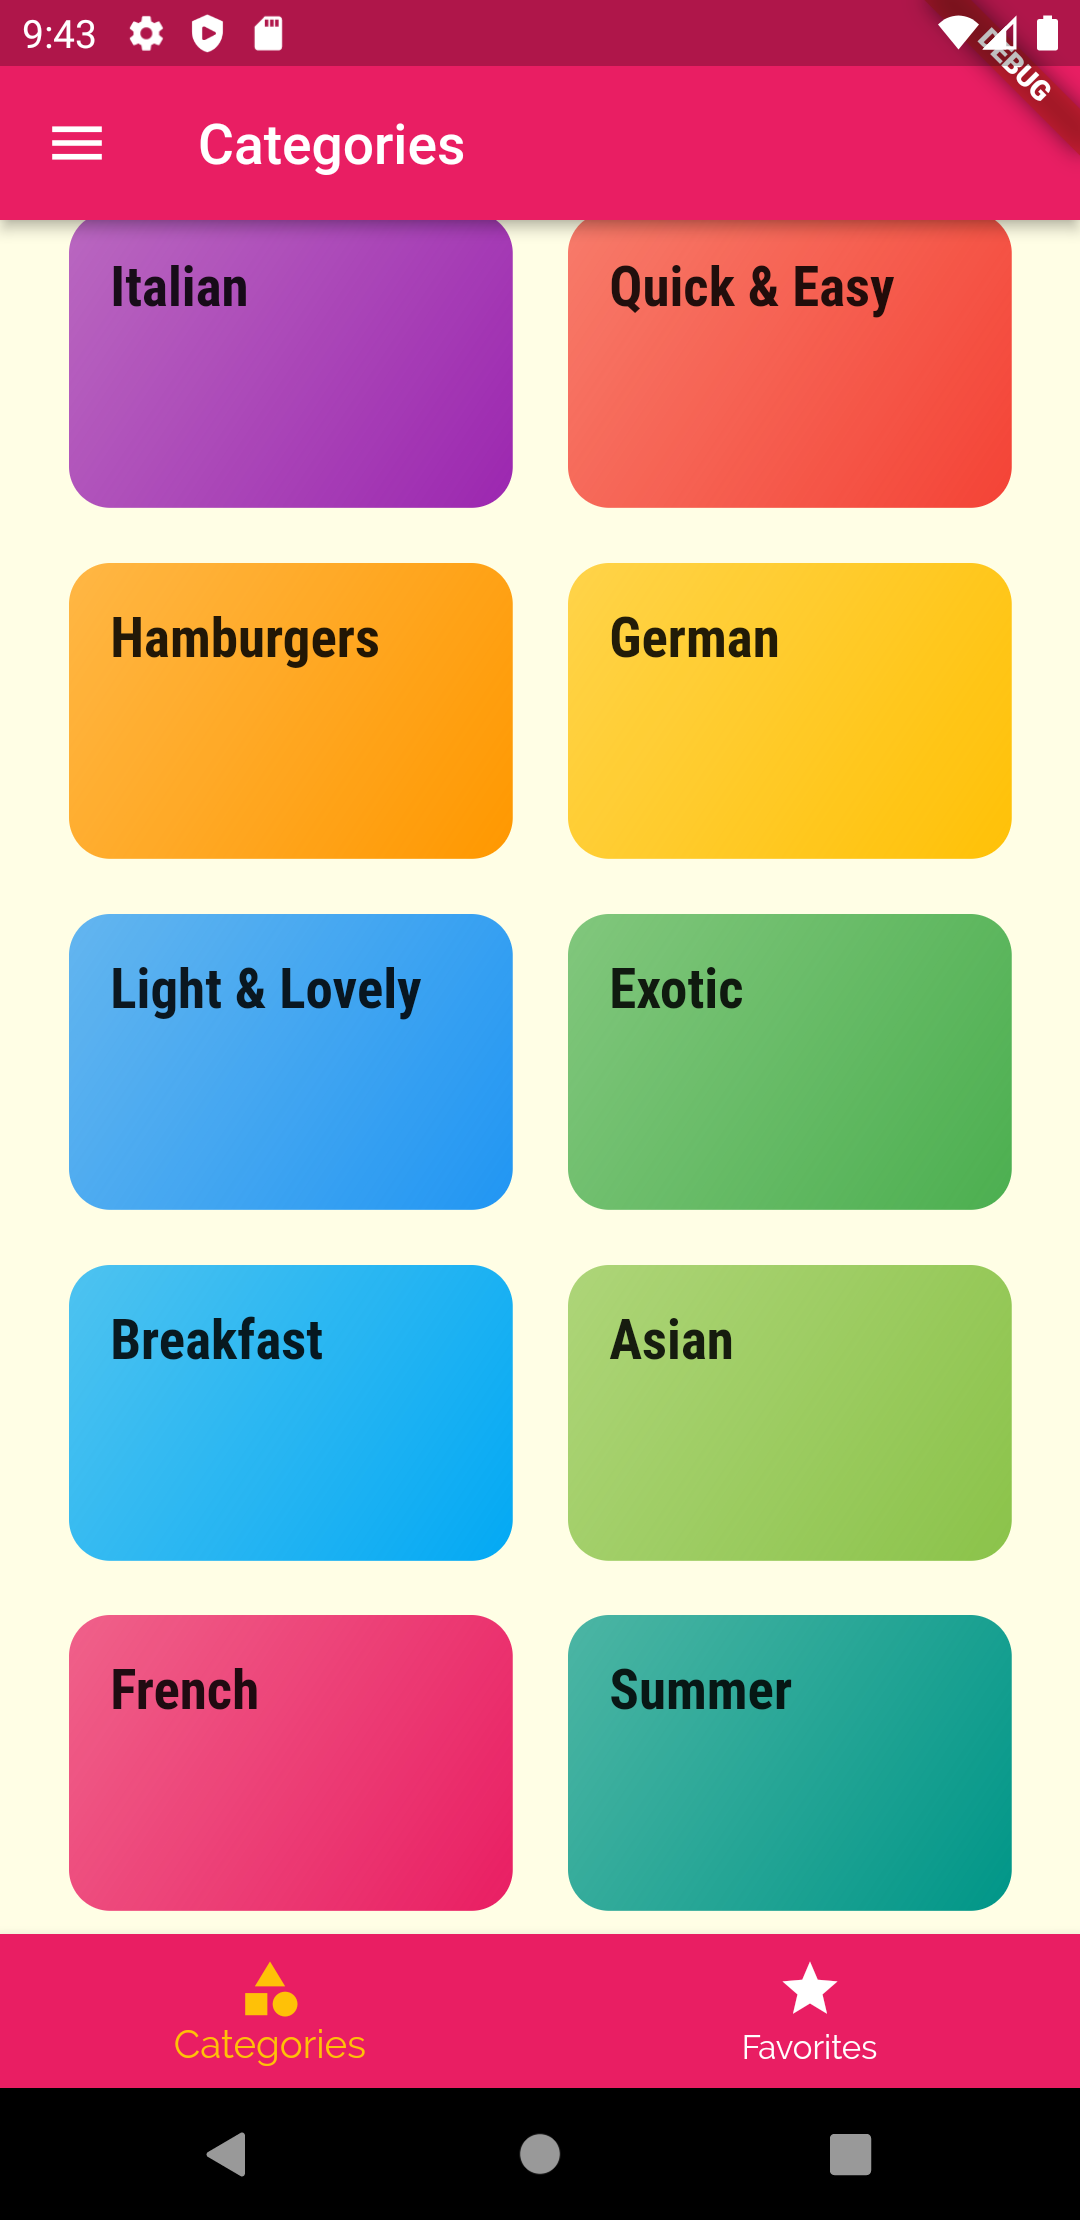 9:43
DEBUG
Categories
Italian
Quick & Easy
Hamburgers
German
Light & Lovely
Exotic
Breakfast
Asian
French
Summer
Categories
Favorites